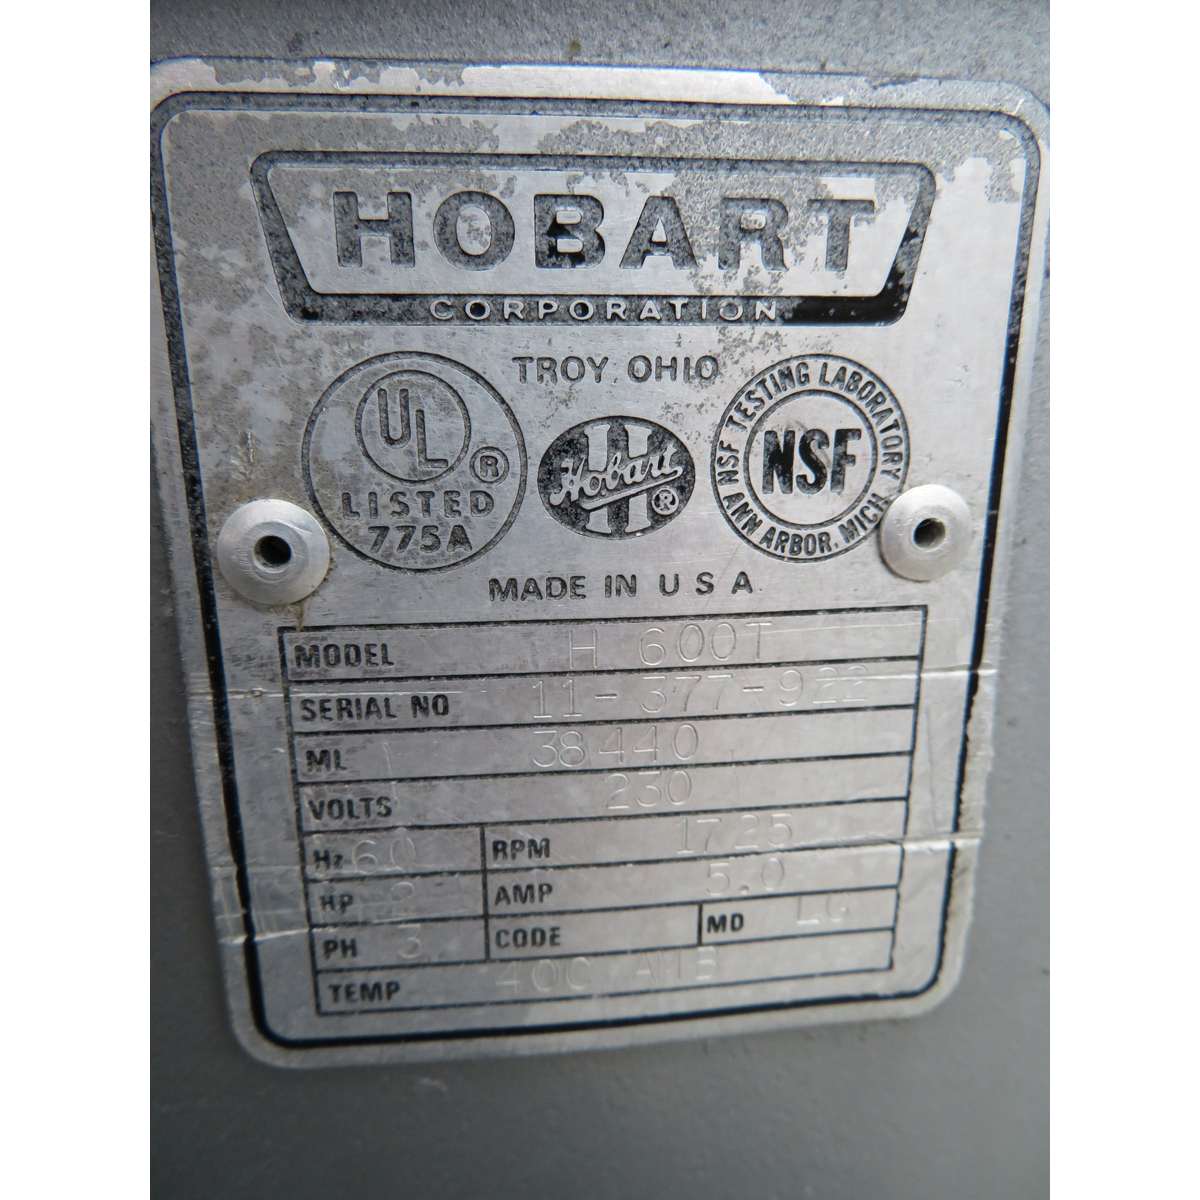 HOBART
CORPORATION
TROY, OHIO
UL ®
LISTED
775A
Hobart ®
NSF TESTING LABORATORY
NSF
ANN ARBOR, MICH
MADE IN U S A
MODEL H 600T
SERIAL NO 11-377-922
ML 38440
VOLTS 230
Hz 60 RPM 1725
HP 2 AMP 5.0
PH 3 CODE MD LG
TEMP 40C AMB